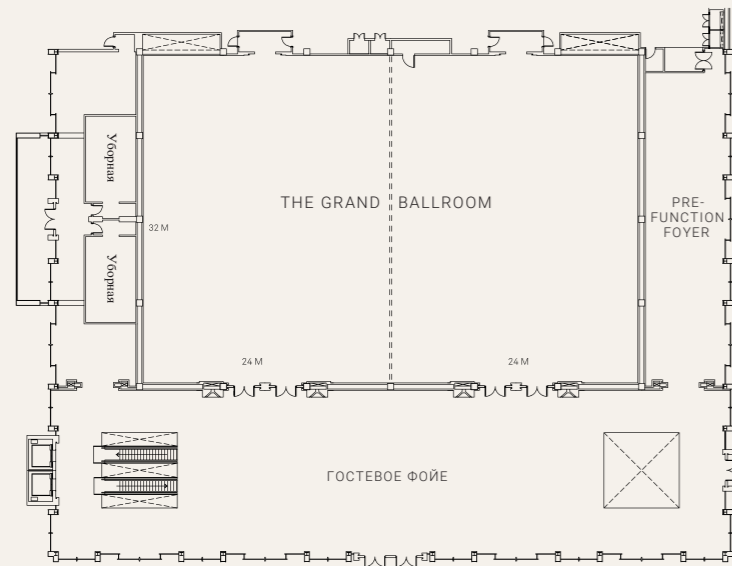 Уборная
THE GRAND BALLROOM
PRE-
FUNCTION
FOYER
32 M
Уборная
24 M
24 M
ГОСТЕВОЕ ФОЙЕ